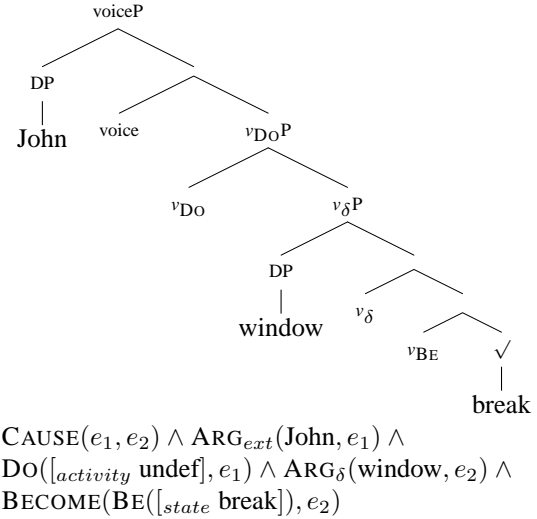 voiceP
DP
John
voice
vDOP
vDO
vδP
DP
window
vδ
vBE
√
break
CAUSE(e1, e2) ∧ ARGext(John, e1) ∧
DO([activity undef], e1) ∧ ARGδ(window, e2) ∧
BECOME(BE([state break]), e2)